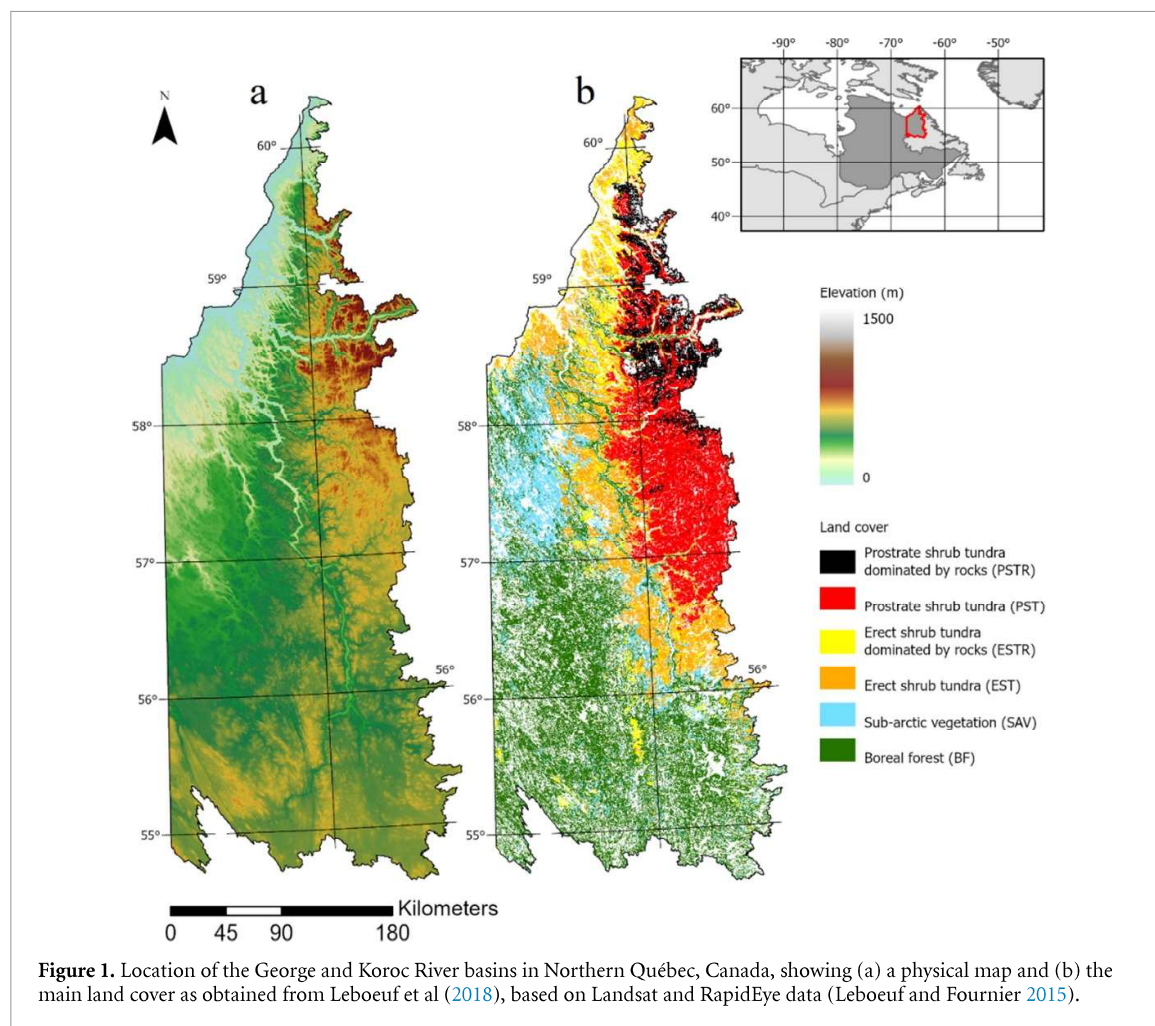 -90° -80° -70° -60° -50°
60°
50°
40°
N
a
b
60°
60°
59°
59°
58°
58°
57°
57°
56°
56°
56°
56°
55°
55°
Elevation (m)
1500
0
Land cover
Prostrate shrub tundra
dominated by rocks (PSTR)
Prostrate shrub tundra (PST)
Erect shrub tundra
dominated by rocks (ESTR)
Erect shrub tundra (EST)
Sub-arctic vegetation (SAV)
Boreal forest (BF)
Kilometers
0 45 90 180
Figure 1. Location of the George and Koroc River basins in Northern Québec, Canada, showing (a) a physical map and (b) the
main land cover as obtained from Leboeuf et al (2018), based on Landsat and RapidEye data (Leboeuf and Fournier 2015).